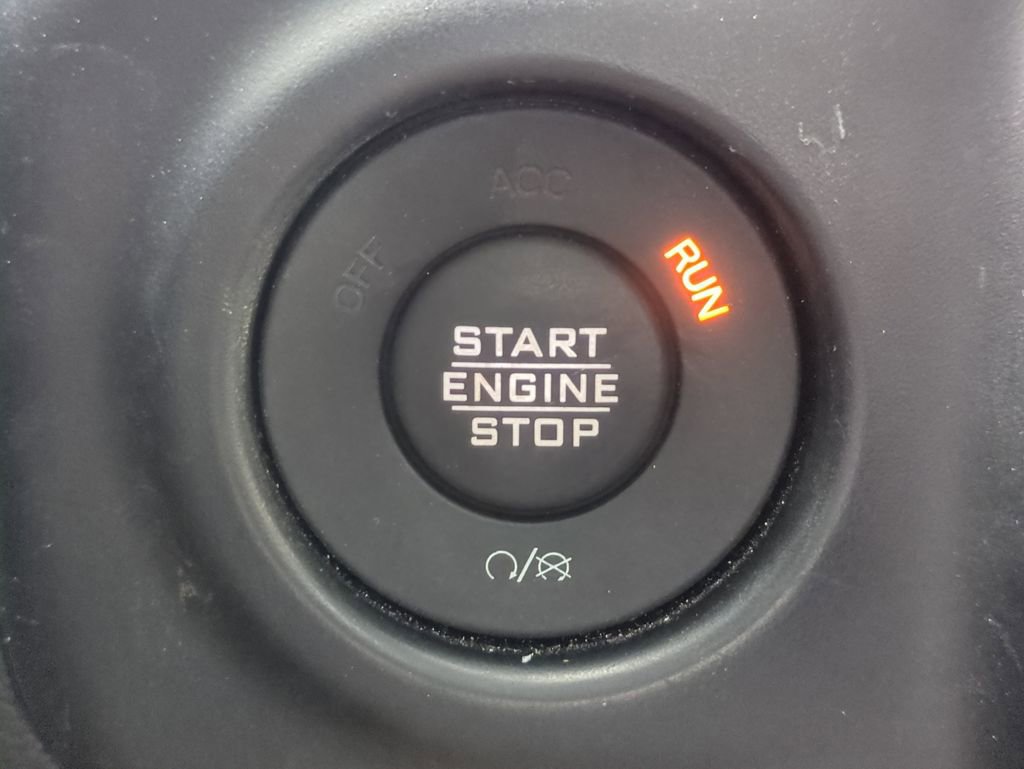 ACC
OFF
RUN
START
ENGINE
STOP